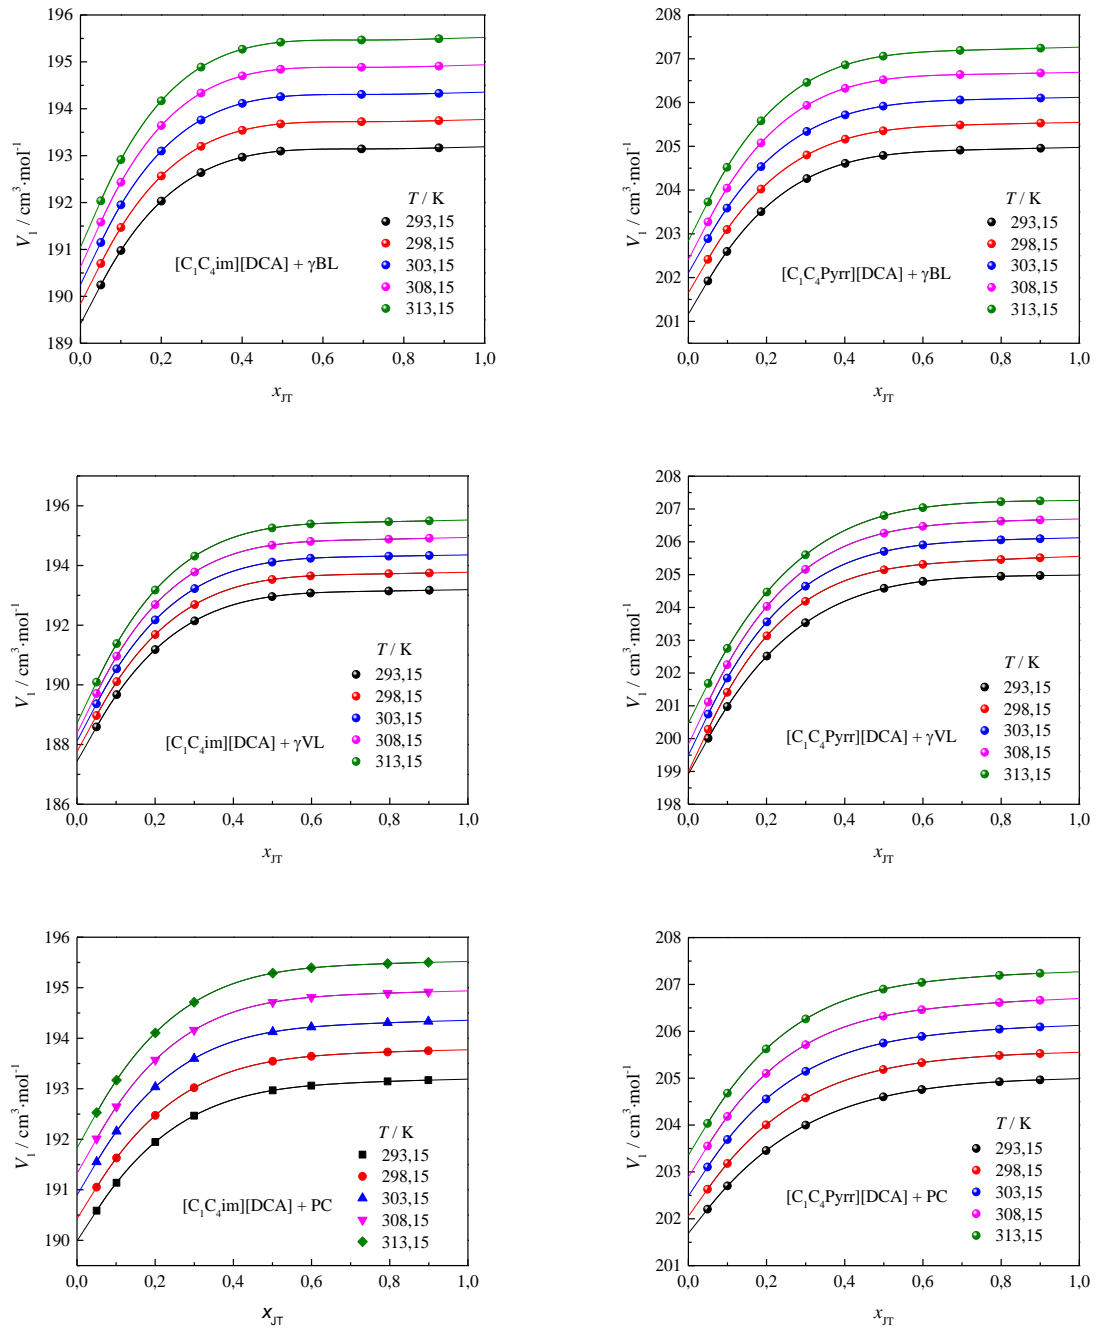 196
195
194
193
192
191
190
189
V₁ / cm³·mol⁻¹
T / K
293,15
298,15
303,15
308,15
313,15
[C₁C₄im][DCA] + γBL
0,0 0,2 0,4 0,6 0,8 1,0
x_JT
208
207
206
205
204
203
202
201
V₁ / cm³·mol⁻¹
T / K
293,15
298,15
303,15
308,15
313,15
[C₁C₄Pyrr][DCA] + γBL
0,0 0,2 0,4 0,6 0,8 1,0
x_JT
196
194
192
190
188
186
V₁ / cm³·mol⁻¹
T / K
293,15
298,15
303,15
308,15
313,15
[C₁C₄im][DCA] + γVL
0,0 0,2 0,4 0,6 0,8 1,0
x_JT
208
207
206
205
204
203
202
201
200
199
198
V₁ / cm³·mol⁻¹
T / K
293,15
298,15
303,15
308,15
313,15
[C₁C₄Pyrr][DCA] + γVL
0,0 0,2 0,4 0,6 0,8 1,0
x_JT
196
195
194
193
192
191
190
V₁ / cm³·mol⁻¹
T / K
293,15
298,15
303,15
308,15
313,15
[C₁C₄im][DCA] + PC
0,0 0,2 0,4 0,6 0,8 1,0
x_JT
208
207
206
205
204
203
202
201
V₁ / cm³·mol⁻¹
T / K
293,15
298,15
303,15
308,15
313,15
[C₁C₄Pyrr][DCA] + PC
0,0 0,2 0,4 0,6 0,8 1,0
x_JT